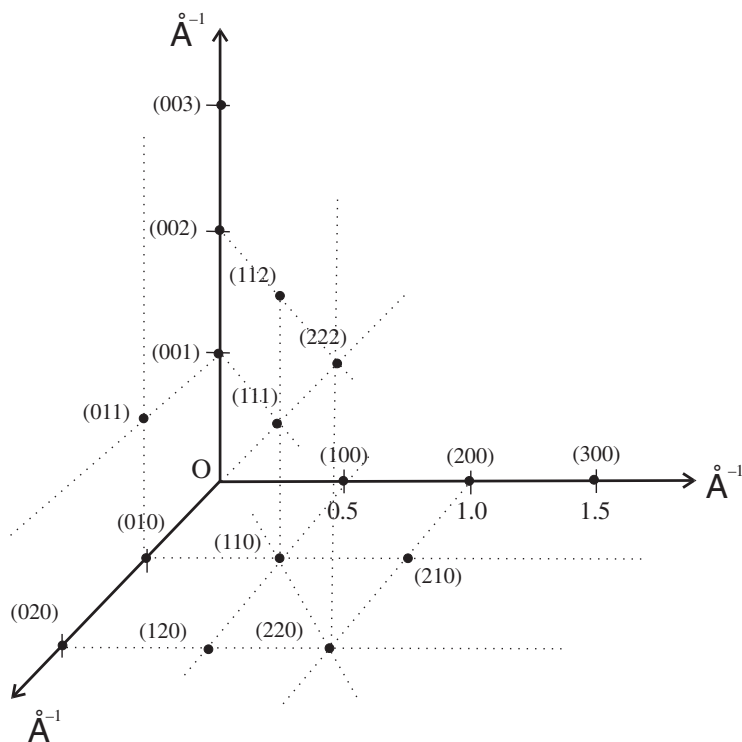 Å⁻¹
(003)
(002)
(112)
(222)
(001)
(111)
(011)
(100) (200) (300)
O
Å⁻¹
0.5 1.0 1.5
(010)
(110)
(210)
(020)
(120) (220)
Å⁻¹